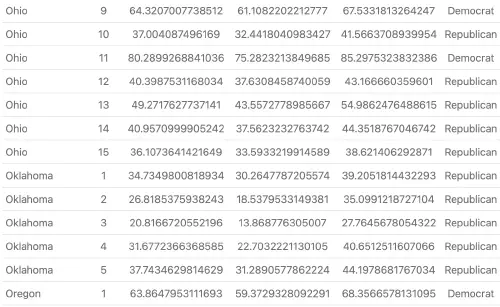 Ohio 9 64.3207007738512 61.1082202212777 67.5331813264247 Democrat
Ohio 10 37.004087496169 32.4418040983427 41.5663708939954 Republican
Ohio 11 80.2899268841036 75.2823213849685 85.2975323832386 Democrat
Ohio 12 40.3987531168034 37.6308458740059 43.166660359601 Republican
Ohio 13 49.2717627737141 43.5572778985667 54.9862476488615 Republican
Ohio 14 40.9570999905242 37.5623232763742 44.3518767046742 Republican
Ohio 15 36.1073641421649 33.5933219914589 38.621406292871 Republican
Oklahoma 1 34.7349800818934 30.2647787205574 39.2051814432293 Republican
Oklahoma 2 26.8185375938243 18.5379533149381 35.0991218727104 Republican
Oklahoma 3 20.8166720552196 13.868776305007 27.7645678054322 Republican
Oklahoma 4 31.6772366368585 22.7032221130105 40.6512511607066 Republican
Oklahoma 5 37.7434629814629 31.2890577862224 44.1978681767034 Republican
Oregon 1 63.8647953111693 59.3729328092291 68.3566578131095 Democrat